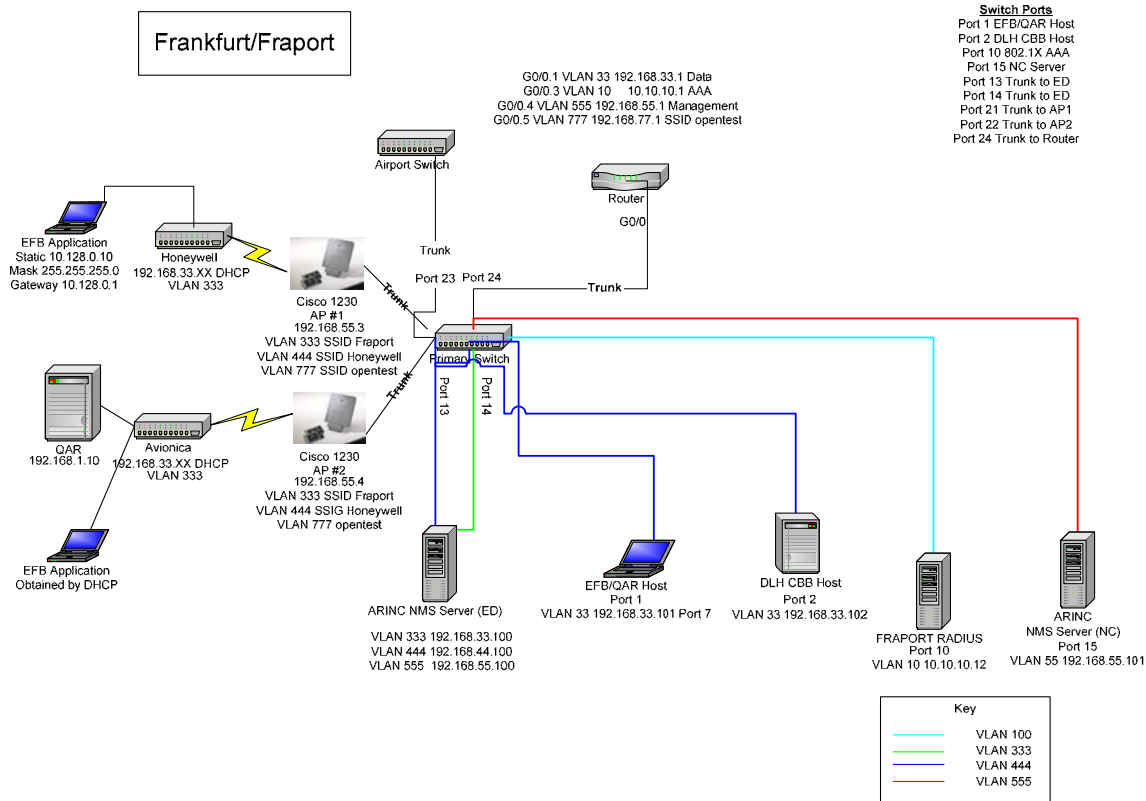 Frankfurt/Fraport
Switch Ports
Port 1 EFB/QAR Host
Port 2 DLH CBB Host
Port 10 802.1X AAA
Port 15 NC Server
Port 13 Trunk to ED
Port 14 Trunk to ED
Port 21 Trunk to AP1
Port 22 Trunk to AP2
Port 24 Trunk to Router
G0/0.1 VLAN 33 192.168.33.1 Data
G0/0.3 VLAN 10 10.10.10.1 AAA
G0/0.4 VLAN 555 192.168.55.1 Management
G0/0.5 VLAN 777 192.168.77.1 SSID opentest
Airport Switch
Router
G0/0
Trunk
Port 23
Port 24
Trunk
EFB Application
Static 10.128.0.10
Mask 255.255.255.0
Gateway 10.128.0.1
Honeywell
192.168.33.XX DHCP
VLAN 333
Cisco 1230
AP #1
192.168.55.3
VLAN 333 SSID Fraport
VLAN 444 SSID Honeywell
VLAN 777 SSID opentest
Trunk
Primary Switch
Port 13
Port 14
Trunk
QAR
192.168.1.10
Avionica
192.168.33.XX DHCP
VLAN 333
Cisco 1230
AP #2
192.168.55.4
VLAN 333 SSID Fraport
VLAN 444 SSIG Honeywell
VLAN 777 opentest
EFB Application
Obtained by DHCP
ARINC NMS Server (ED)
VLAN 333 192.168.33.100
VLAN 444 192.168.44.100
VLAN 555 192.168.55.100
EFB/QAR Host
Port 1
VLAN 33 192.168.33.101 Port 7
DLH CBB Host
Port 2
VLAN 33 192.168.33.102
FRAPORT RADIUS
Port 10
VLAN 10 10.10.10.12
ARINC
NMS Server (NC)
Port 15
VLAN 55 192.168.55.101
Key
VLAN 100
VLAN 333
VLAN 444
VLAN 555